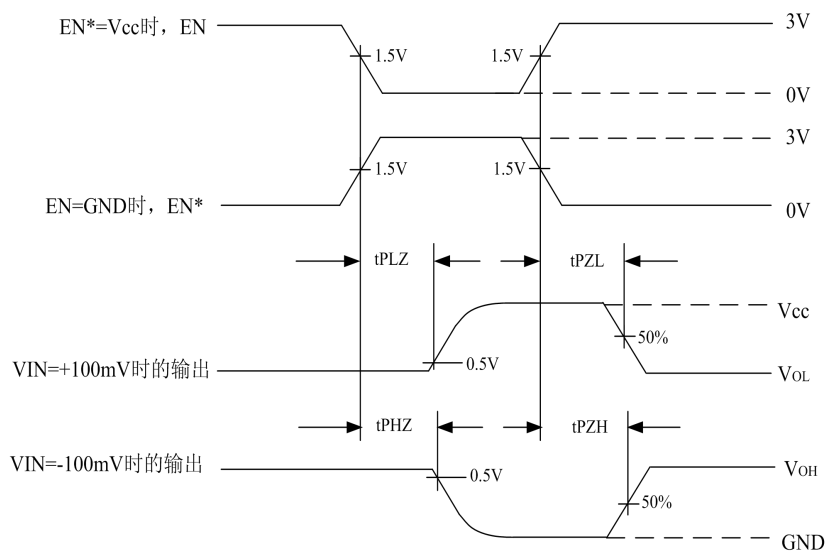 EN*=Vcc时，EN
3V
1.5V
1.5V
0V
3V
1.5V
1.5V
EN=GND时，EN*
0V
tPLZ
tPZL
Vcc
50%
VIN=+100mV时的输出
0.5V
VOL
tPHZ
tPZH
VIN=-100mV时的输出
0.5V
VOH
50%
GND